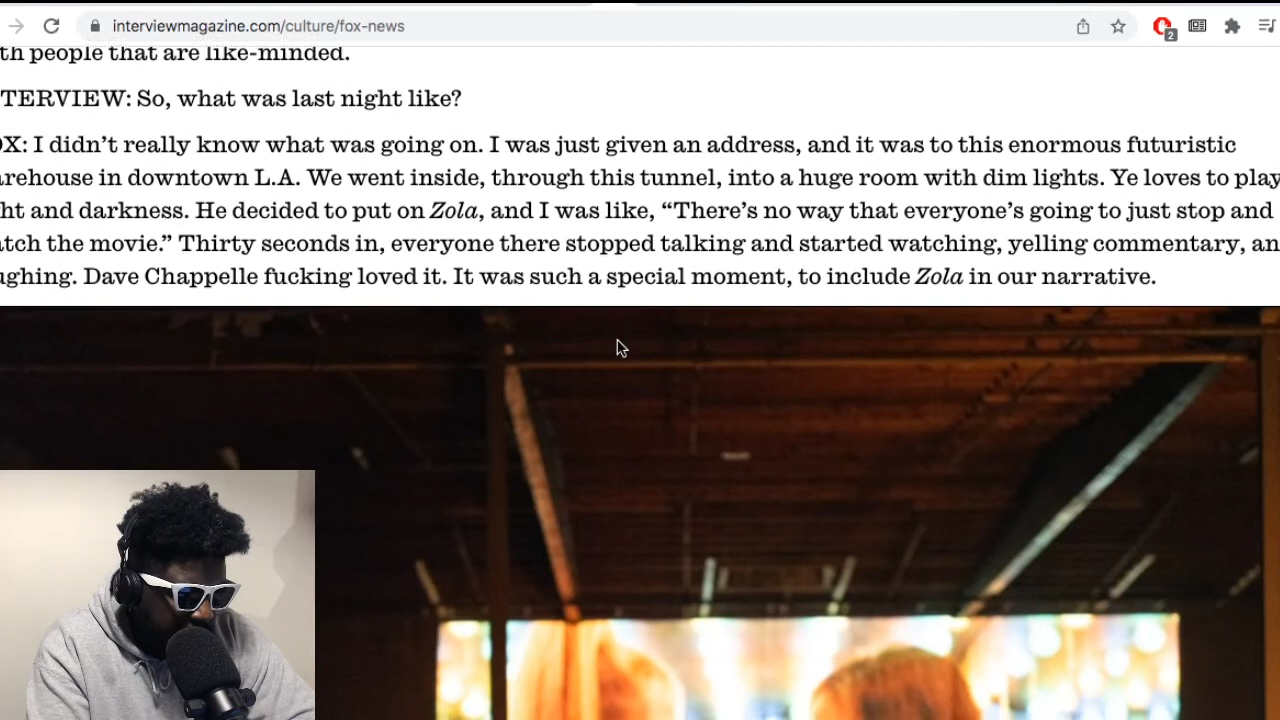 interviewmagazine.com/culture/fox-news
2
th people that are like-minded.
TERVIEW: So, what was last night like?
OX: I didn’t really know what was going on. I was just given an address, and it was to this enormous futuristic
arehouse in downtown L.A. We went inside, through this tunnel, into a huge room with dim lights. Ye loves to play
ht and darkness. He decided to put on Zola, and I was like, “There’s no way that everyone’s going to just stop and
atch the movie.” Thirty seconds in, everyone there stopped talking and started watching, yelling commentary, an
ughing. Dave Chappelle fucking loved it. It was such a special moment, to include Zola in our narrative.